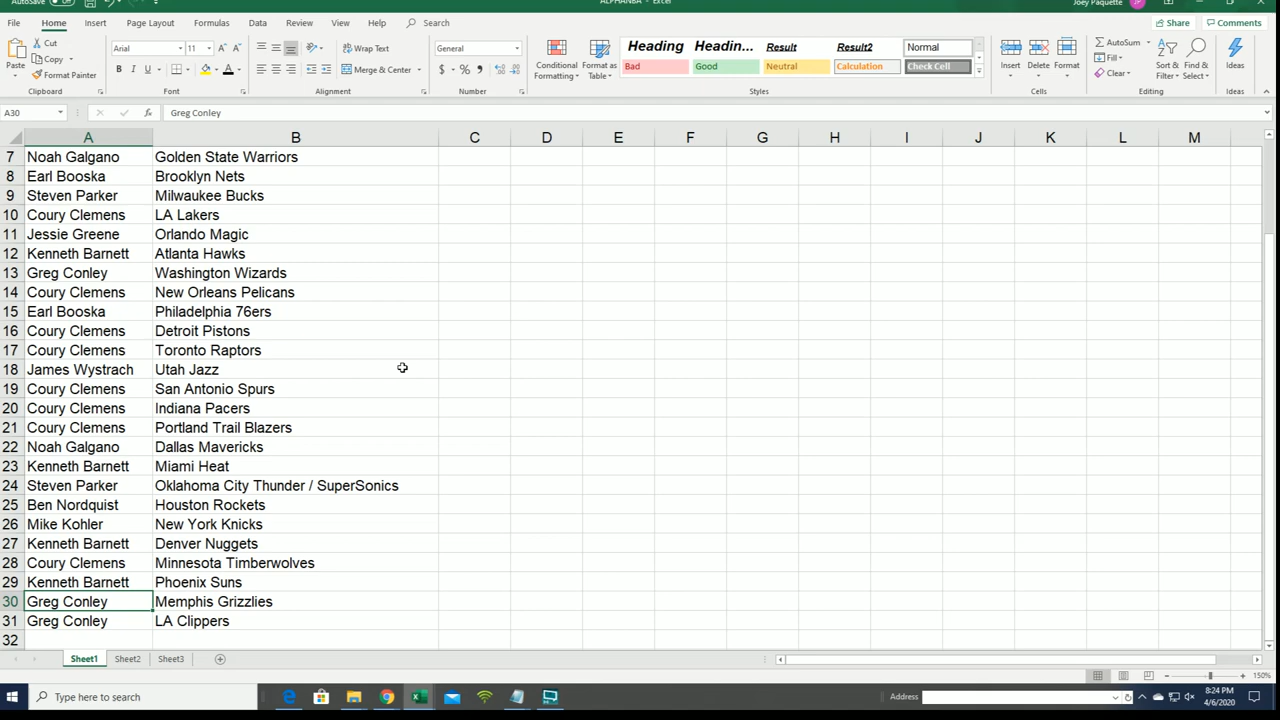 AutoSave Off ALPHANBA - Excel Joey Paquette JP
File Home Insert Page Layout Formulas Data Review View Help Search Share Comments
Paste Cut Copy Format Painter Clipboard
Arial 11 A A B I U A Font
Wrap Text Merge & Center Alignment
General $ % , Number
Conditional Formatting Format as Table
Heading Headin... Result Result2 Normal
Bad Good Neutral Calculation Check Cell
Styles
Insert Delete Format Cells
AutoSum Fill Clear Sort & Filter Find & Select Editing
Ideas Ideas
A30 fx Greg Conley
A B C D E F G H I J K L M
7 Noah Galgano Golden State Warriors
8 Earl Booska Brooklyn Nets
9 Steven Parker Milwaukee Bucks
10 Coury Clemens LA Lakers
11 Jessie Greene Orlando Magic
12 Kenneth Barnett Atlanta Hawks
13 Greg Conley Washington Wizards
14 Coury Clemens New Orleans Pelicans
15 Earl Booska Philadelphia 76ers
16 Coury Clemens Detroit Pistons
17 Coury Clemens Toronto Raptors
18 James Wystrach Utah Jazz
19 Coury Clemens San Antonio Spurs
20 Coury Clemens Indiana Pacers
21 Coury Clemens Portland Trail Blazers
22 Noah Galgano Dallas Mavericks
23 Kenneth Barnett Miami Heat
24 Steven Parker Oklahoma City Thunder / SuperSonics
25 Ben Nordquist Houston Rockets
26 Mike Kohler New York Knicks
27 Kenneth Barnett Denver Nuggets
28 Coury Clemens Minnesota Timberwolves
29 Kenneth Barnett Phoenix Suns
30 Greg Conley Memphis Grizzlies
31 Greg Conley LA Clippers
32
Sheet1 Sheet2 Sheet3
150%
Type here to search Address 8:24 PM
4/6/2020